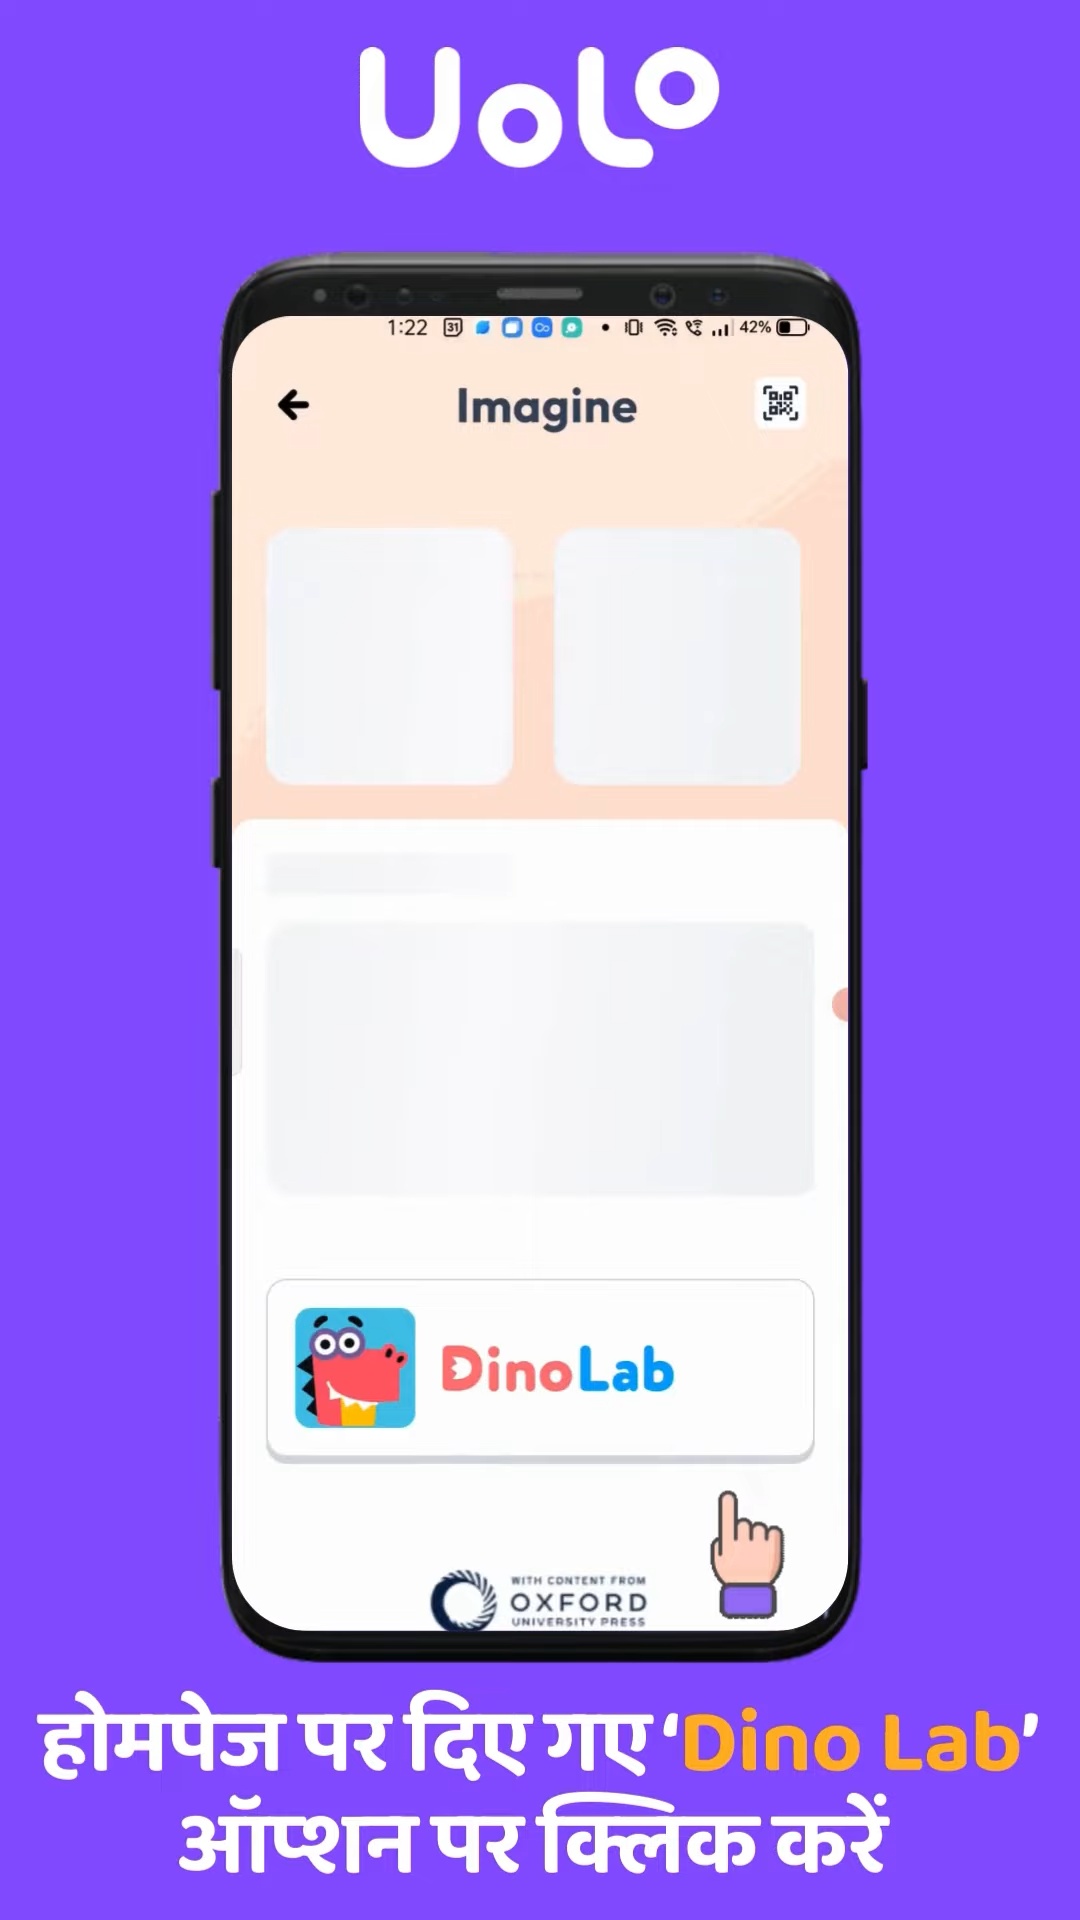 UOLO
1:22 31 42%
Imagine
DinoLab
WITH CONTENT FROM
OXFORD
UNIVERSITY PRESS
होमपेज पर दिए गए ‘Dino Lab’
ऑप्शन पर क्लिक करें